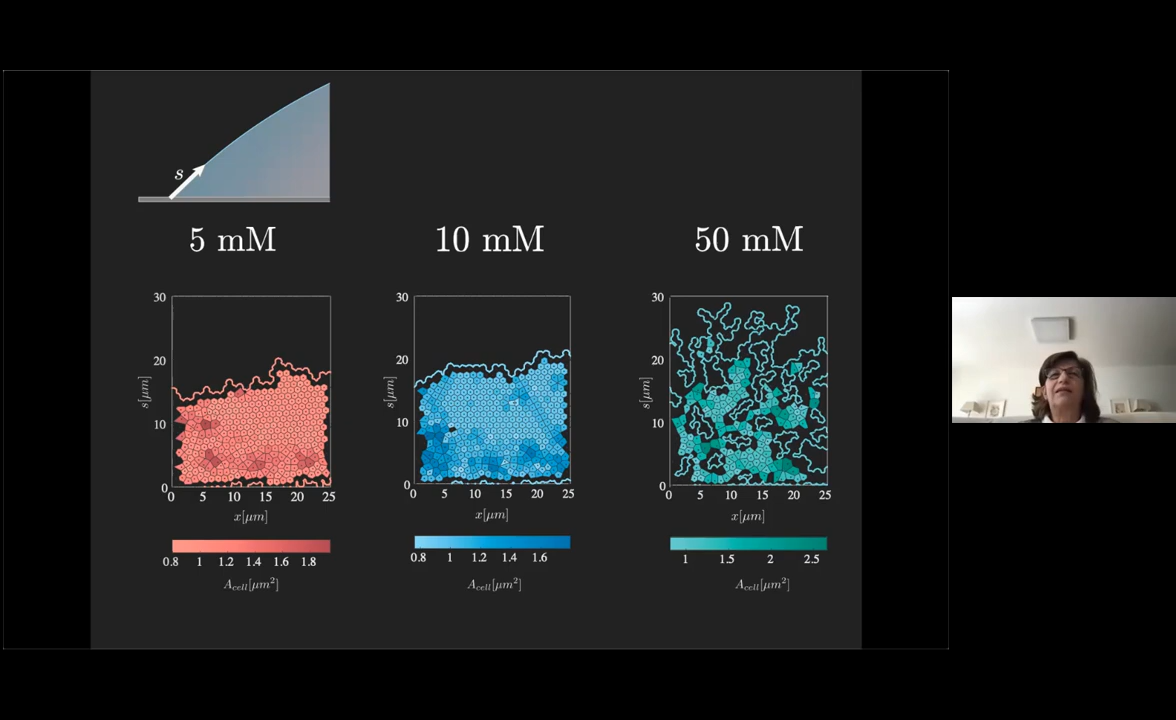 s
5 mM
10 mM
50 mM
30
20
10
0
0 5 10 15 20 25
s[μm]
x[μm]
0.8 1 1.2 1.4 1.6 1.8
A_cell[μm²]
30
20
10
0
0 5 10 15 20 25
s[μm]
x[μm]
0.8 1 1.2 1.4 1.6
A_cell[μm²]
30
20
10
0
0 5 10 15 20 25
s[μm]
x[μm]
1 1.5 2 2.5
A_cell[μm²]